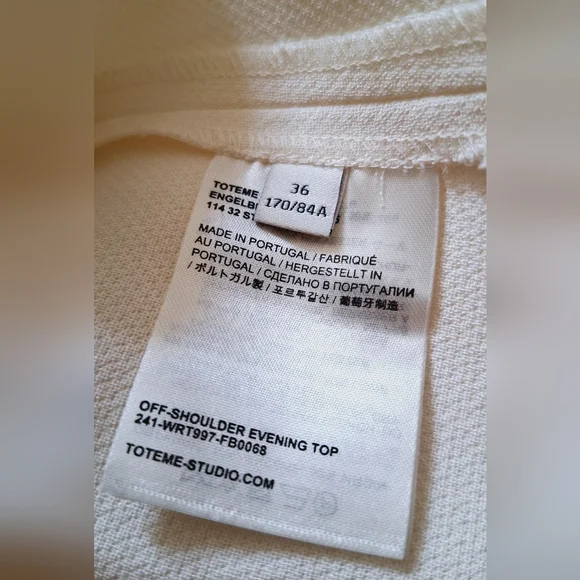 36
170/84A
TOTEME
114 32 ST
MADE IN PORTUGAL / FABRIQUÉ
AU PORTUGAL / HERGESTELLT IN
PORTUGAL / СДЕЛАНО В ПОРТУГАЛИИ
/ ポルトガル製 / 포르투갈산 / 葡萄牙制造
OFF-SHOULDER EVENING TOP
241-WRT997-FB0068
TOTEME-STUDIO.COM